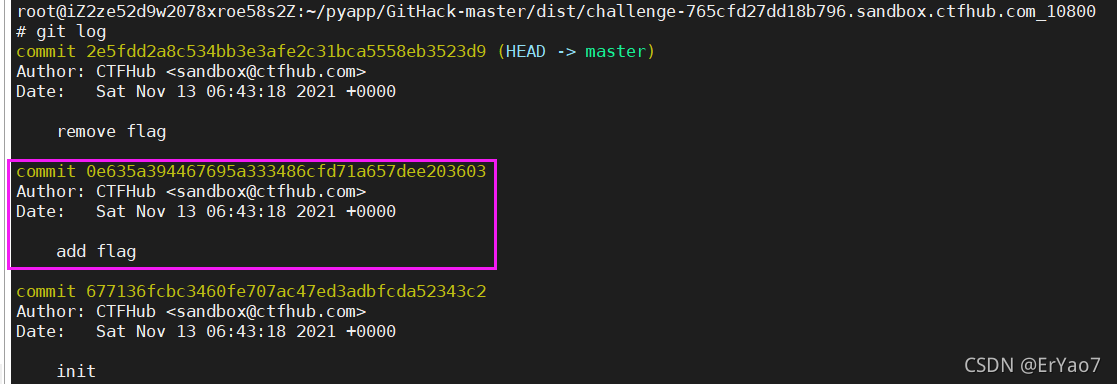 root@iZ2ze52d9w2078xroe58s2Z:~/pyapp/GitHack-master/dist/challenge-765cfd27dd18b796.sandbox.ctfhub.com_10800
# git log
commit 2e5fdd2a8c534bb3e3afe2c31bca5558eb3523d9 (HEAD -> master)
Author: CTFHub <sandbox@ctfhub.com>
Date:   Sat Nov 13 06:43:18 2021 +0000
    remove flag
commit 0e635a394467695a333486cfd71a657dee203603
Author: CTFHub <sandbox@ctfhub.com>
Date:   Sat Nov 13 06:43:18 2021 +0000
    add flag
commit 677136fcbc3460fe707ac47ed3adbfcda52343c2
Author: CTFHub <sandbox@ctfhub.com>
Date:   Sat Nov 13 06:43:18 2021 +0000
    init
CSDN @ErYao7